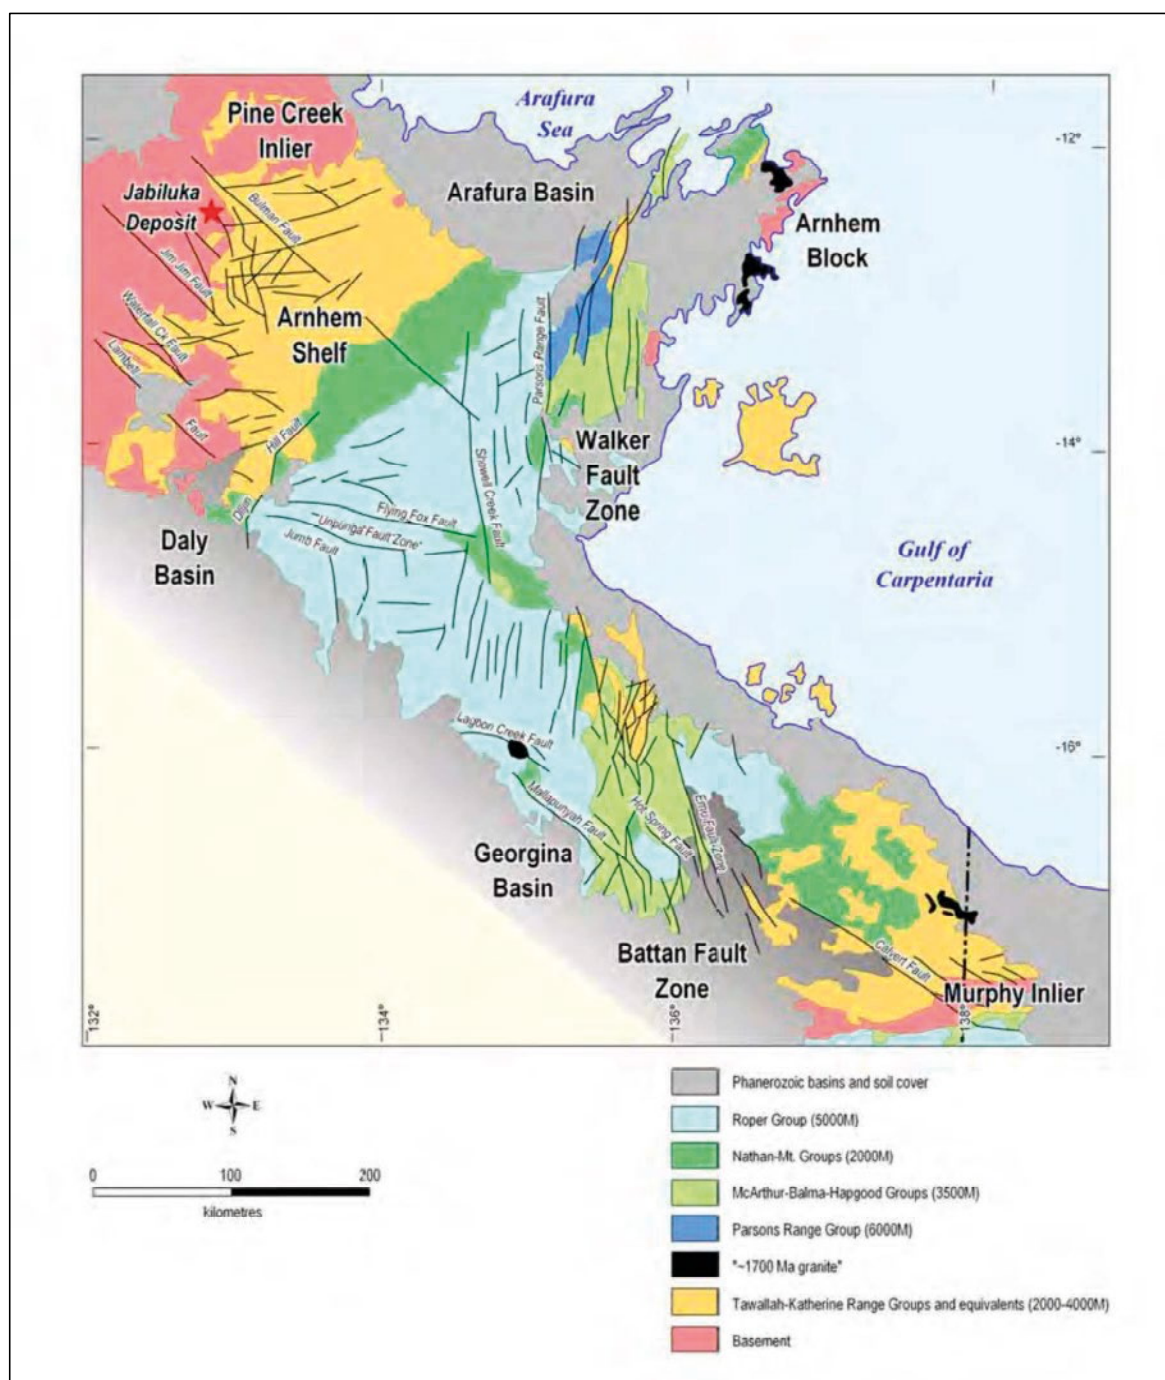 Arafura
Sea
Pine Creek
Inlier
-12°
Jabiluka
Deposit
Bulman Fault
Arafura Basin
Arnhem
Block
Jim Jim Fault
Waterfall Ck Fault
Arnhem
Shelf
Parsons Range Fault
Lambell
Fault
Hill Fault
-14°
Walker
Fault
Zone
Showell Creek Fault
Flying Fox Fault
Unpunga Fault Zone"
Jumb Fault
Daly
Basin
Gulf of
Carpentaria
Lagoon Creek Fault
-16°
Mallapunyah Fault
Hot Spring Fault
Emu Fault Zone
Georgina
Basin
Battan Fault
Zone
Calvert Fault
Murphy Inlier
-132°
-134°
-136°
-138°
N
W E
S
0 100 200
kilometres
Phanerozoic basins and soil cover
Roper Group (5000M)
Nathan-Mt. Groups (2000M)
McArthur-Balma-Hapgood Groups (3500M)
Parsons Range Group (6000M)
"~1700 Ma granite"
Tawallah-Katherine Range Groups and equivalents (2000-4000M)
Basement